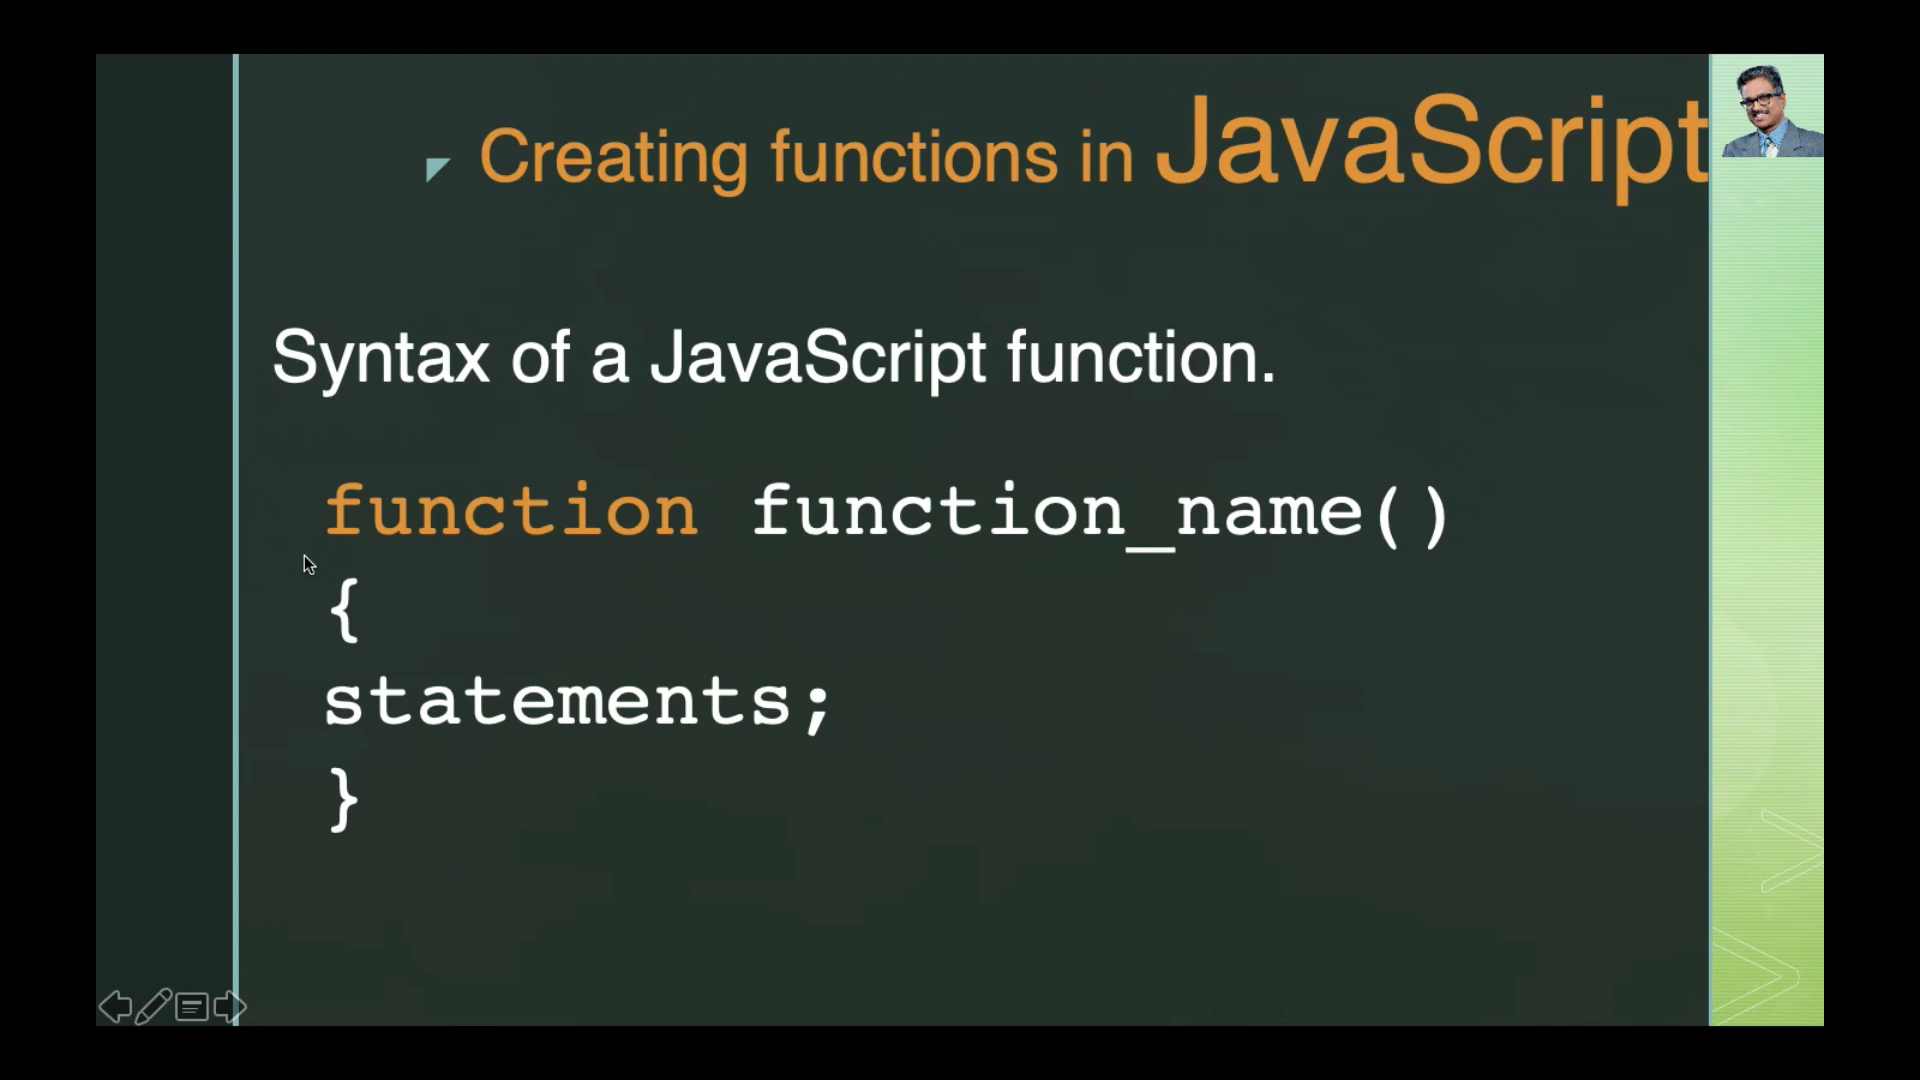 Creating functions in JavaScript
Syntax of a JavaScript function.
function function_name()
{
statements;
}